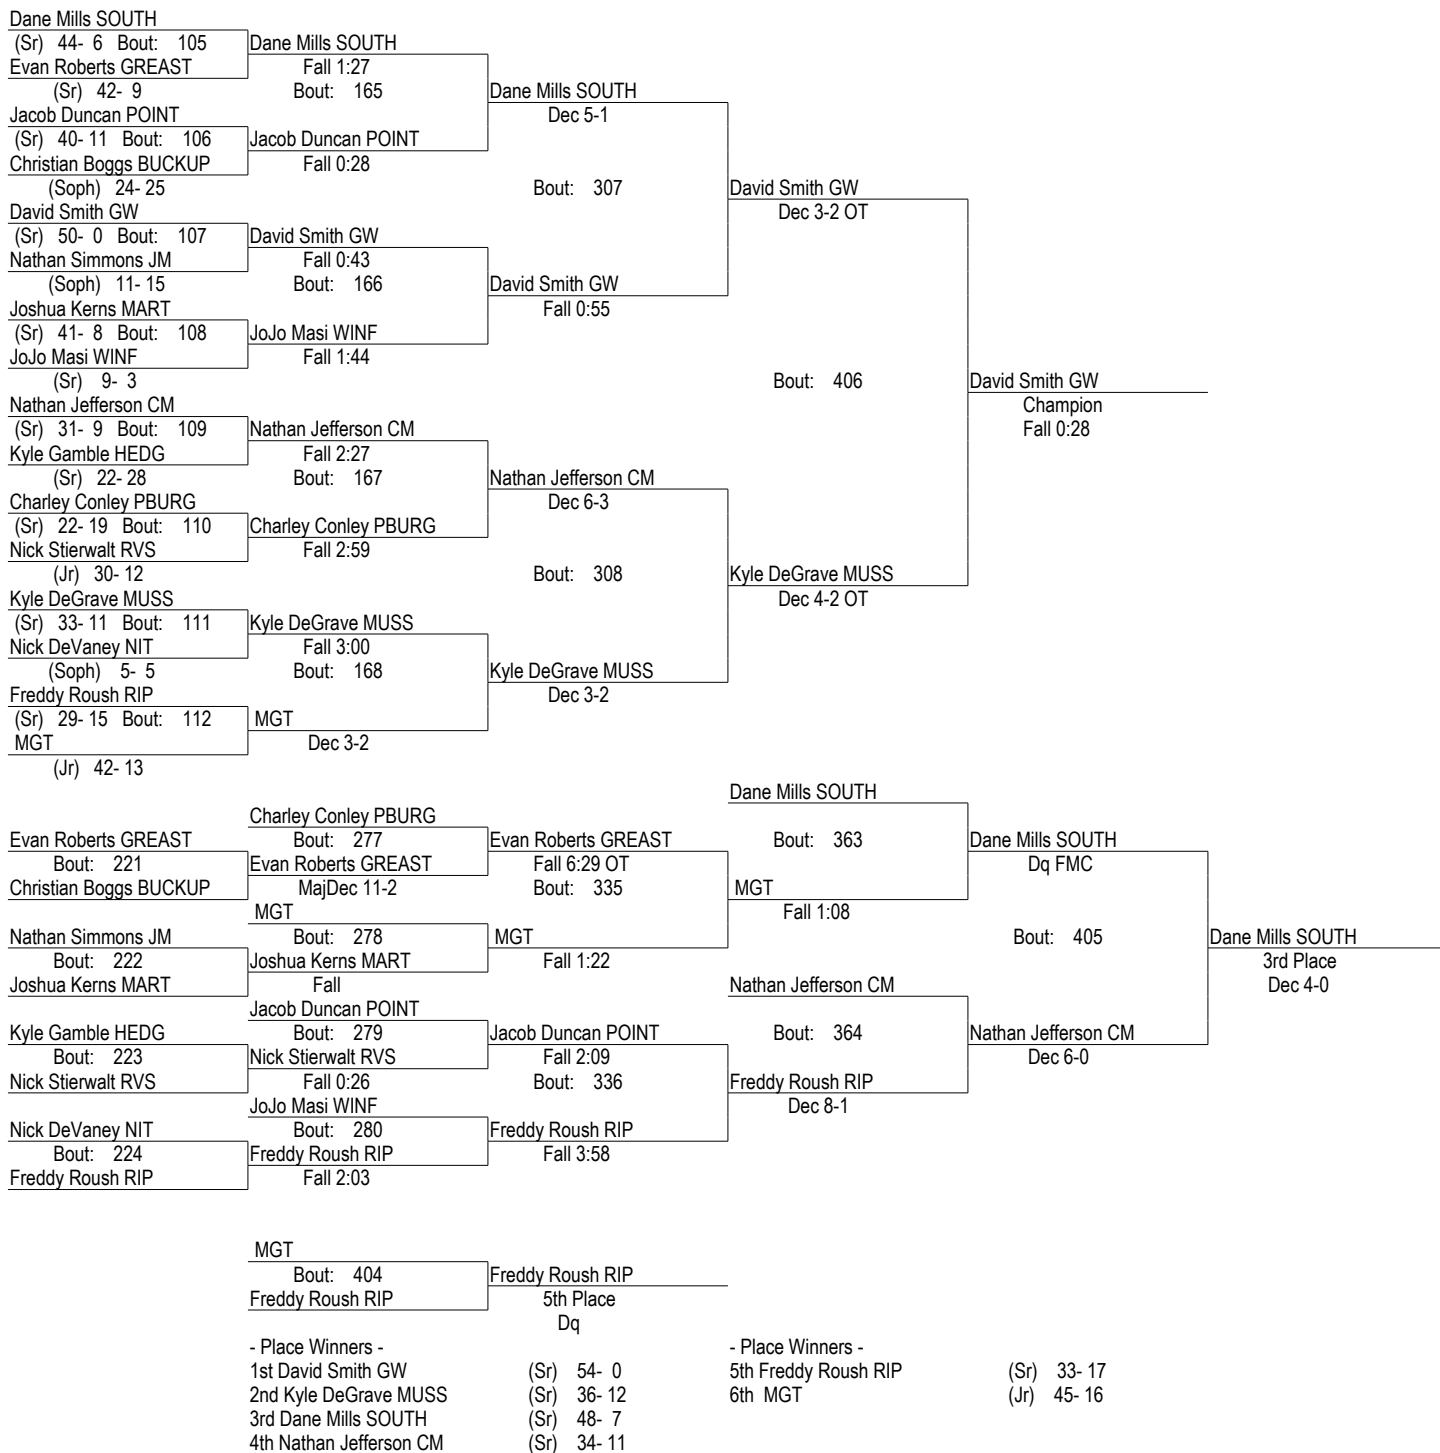 Dane Mills SOUTH
(Sr) 44- 6 Bout: 105 Dane Mills SOUTH
Evan Roberts GREAST Fall 1:27
(Sr) 42- 9 Bout: 165 Dane Mills SOUTH
Jacob Duncan POINT Dec 5-1
(Sr) 40- 11 Bout: 106 Jacob Duncan POINT
Christian Boggs BUCKUP Fall 0:28
(Soph) 24- 25 Bout: 307 David Smith GW
David Smith GW Dec 3-2 OT
(Sr) 50- 0 Bout: 107 David Smith GW
Nathan Simmons JM Fall 0:43
(Soph) 11- 15 Bout: 166 David Smith GW
Joshua Kerns MART Fall 0:55
(Sr) 41- 8 Bout: 108 JoJo Masi WINF
JoJo Masi WINF Fall 1:44
(Sr) 9- 3 Bout: 406 David Smith GW
Nathan Jefferson CM Champion
(Sr) 31- 9 Bout: 109 Nathan Jefferson CM Fall 0:28
Kyle Gamble HEDG Fall 2:27
(Sr) 22- 28 Bout: 167 Nathan Jefferson CM
Charley Conley PBURG Dec 6-3
(Sr) 22- 19 Bout: 110 Charley Conley PBURG
Nick Stierwalt RVS Fall 2:59
(Jr) 30- 12 Bout: 308 Kyle DeGrave MUSS
Kyle DeGrave MUSS Dec 4-2 OT
(Sr) 33- 11 Bout: 111 Kyle DeGrave MUSS
Nick DeVaney NIT Fall 3:00
(Soph) 5- 5 Bout: 168 Kyle DeGrave MUSS
Freddy Roush RIP Dec 3-2
(Sr) 29- 15 Bout: 112 MGT
MGT Dec 3-2
(Jr) 42- 13
Dane Mills SOUTH
Charley Conley PBURG
Evan Roberts GREAST Bout: 277 Evan Roberts GREAST Bout: 363 Dane Mills SOUTH
Bout: 221 Evan Roberts GREAST Fall 6:29 OT Dq FMC
Christian Boggs BUCKUP MajDec 11-2 Bout: 335 MGT
MGT Fall 1:08
Nathan Simmons JM Bout: 278 MGT Bout: 405 Dane Mills SOUTH
Bout: 222 Joshua Kerns MART Fall 1:22 3rd Place
Joshua Kerns MART Fall Nathan Jefferson CM Dec 4-0
Jacob Duncan POINT
Kyle Gamble HEDG Bout: 279 Jacob Duncan POINT Bout: 364 Nathan Jefferson CM
Bout: 223 Nick Stierwalt RVS Fall 2:09 Dec 6-0
Nick Stierwalt RVS Fall 0:26 Bout: 336 Freddy Roush RIP
JoJo Masi WINF Dec 8-1
Nick DeVaney NIT Bout: 280 Freddy Roush RIP
Bout: 224 Freddy Roush RIP Fall 3:58
Freddy Roush RIP Fall 2:03
MGT
Bout: 404 Freddy Roush RIP
Freddy Roush RIP 5th Place
Dq
- Place Winners - - Place Winners -
1st David Smith GW (Sr) 54- 0 5th Freddy Roush RIP (Sr) 33- 17
2nd Kyle DeGrave MUSS (Sr) 36- 12 6th MGT (Jr) 45- 16
3rd Dane Mills SOUTH (Sr) 48- 7
4th Nathan Jefferson CM (Sr) 34- 11